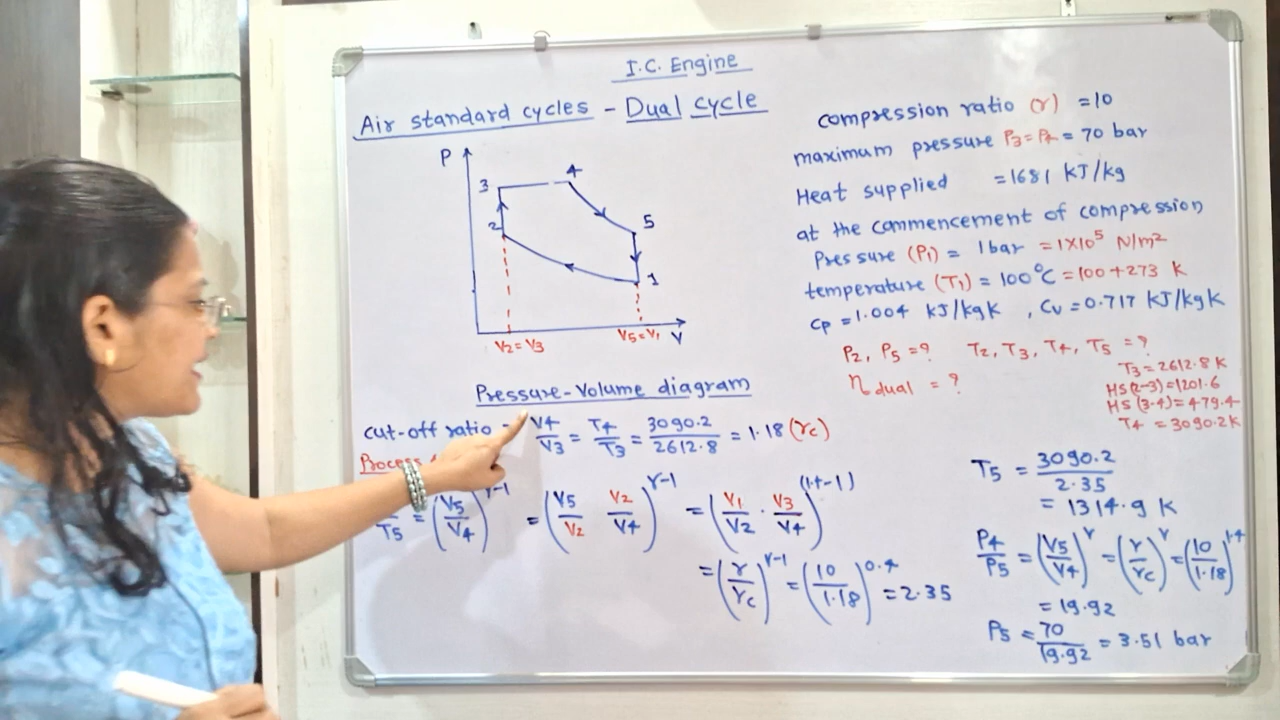 I.C. Engine
Air standard cycles - Dual Cycle
P
3
4
2
5
1
V2 = V3
V5 = V1
V
Pressure-Volume diagram
compression ratio (r) = 10
maximum pressure P3 = P4 = 70 bar
Heat supplied = 1681 KJ/kg
at the commencement of compression
Pressure (P1) = 1 bar = 1×10⁵ N/m²
temperature (T1) = 100°C = 100+273 K
Cp = 1.004 KJ/kgK , Cv = 0.717 KJ/kgK
P2, P5 = ? T2, T3, T4, T5 = ?
η dual = ?
T3 = 2612.8 K
HS(2-3) = 1201.6
HS(3-4) = 479.4
T4 = 3090.2K
cut-off ratio = V4/V3 = T4/T3 = 3090.2/2612.8 = 1.18 (rc)
Process
T5 = (V5/V4)^γ-1 = (V5/V2 V2/V4)^γ-1 = (V1/V2 . V3/V4)^(1.4-1)
= (r/rc)^γ-1 = (10/1.18)^0.4 = 2.35
T5 = 3090.2/2.35
= 1314.9 K
P4/P5 = (V5/V4)^γ = (r/rc)^γ = (10/1.18)^1.4
= 19.92
P5 = 70/19.92 = 3.51 bar